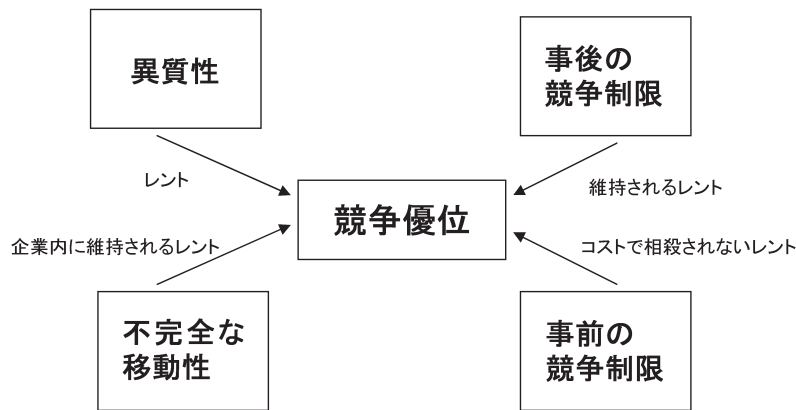 異質性
事後の
競争制限
レント
維持されるレント
競争優位
企業内に維持されるレント
コストで相殺されないレント
不完全な
移動性
事前の
競争制限